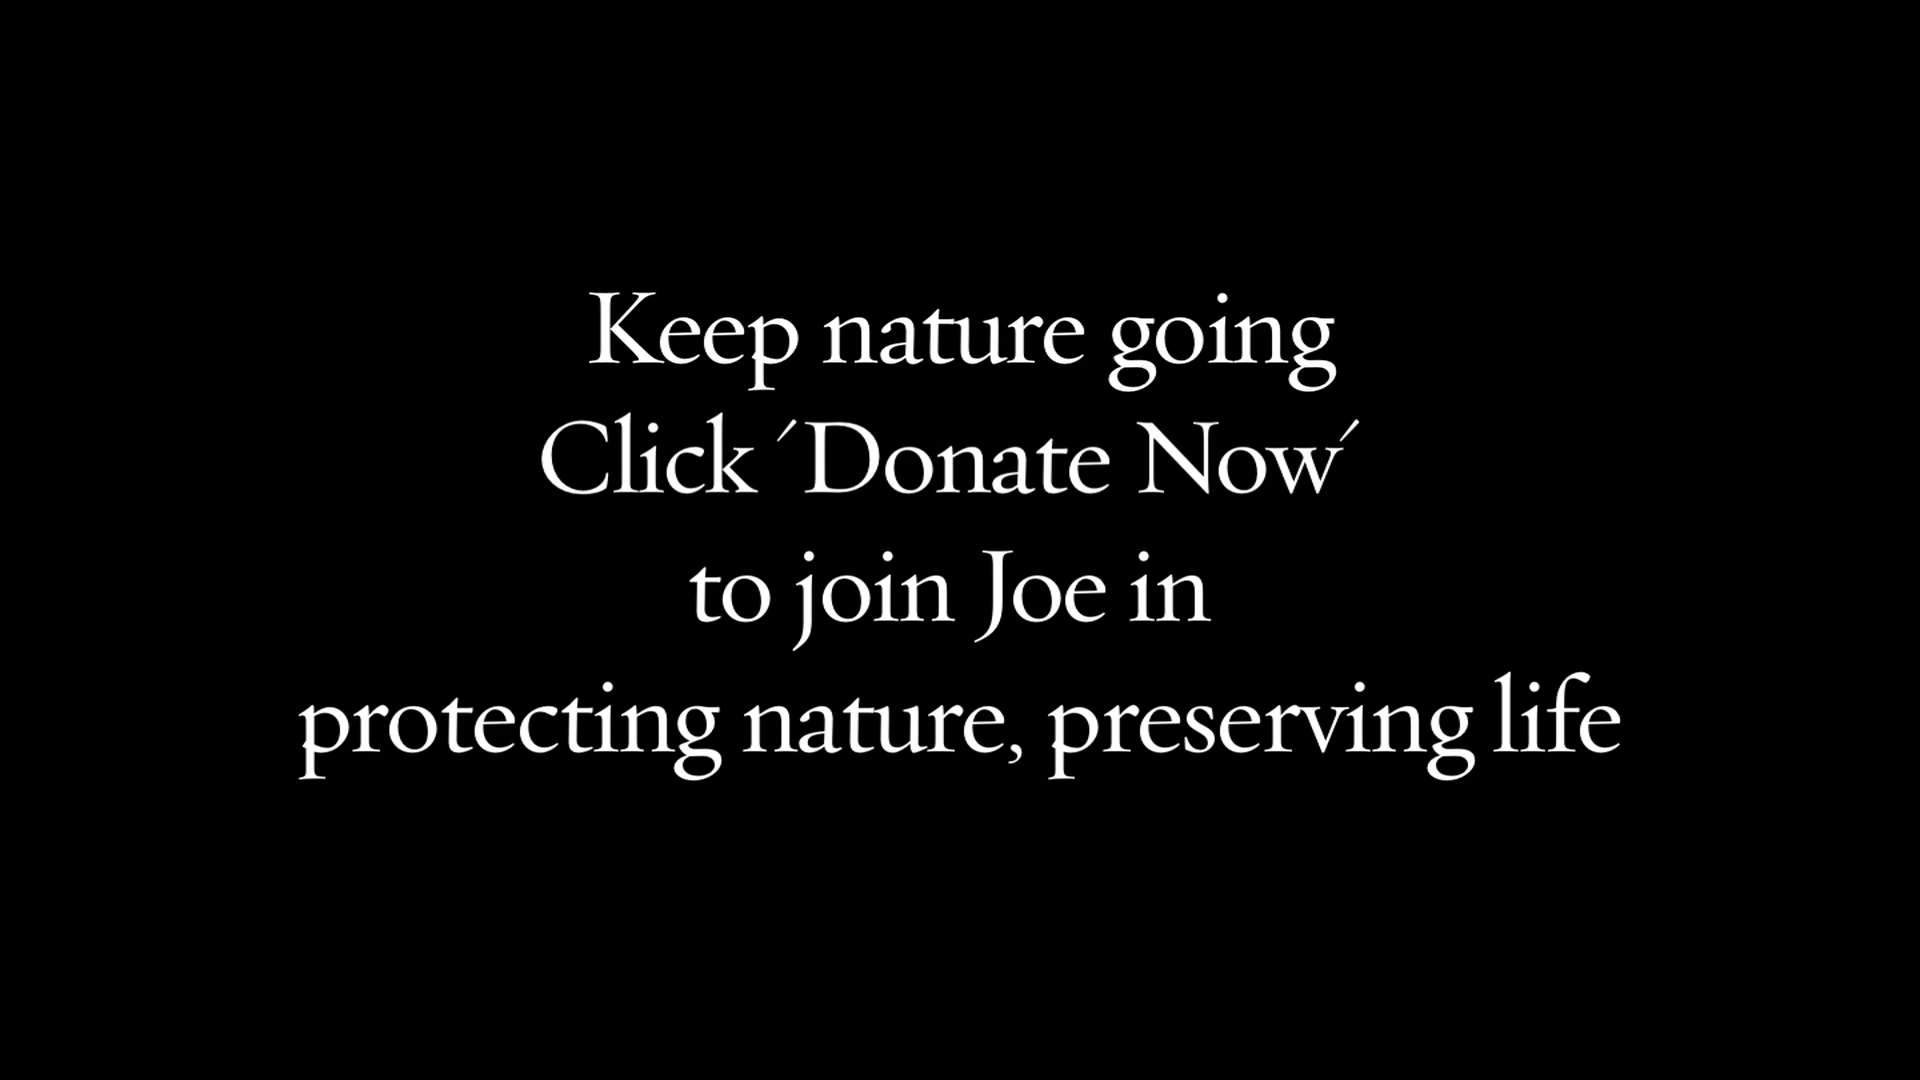 Keep nature going
Click ´Donate Now´
to join Joe in
protecting nature, preserving life